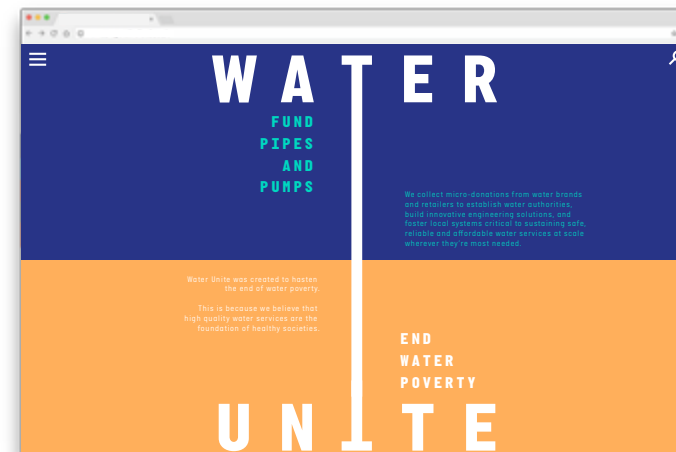 WATER
FUND
PIPES
AND
PUMPS
We collect micro-donations from water brands
and retailers to establish water authorities,
build innovative engineering solutions, and
foster local systems critical to sustaining safe,
reliable and affordable water services at scale
wherever they're most needed.
Water Unite was created to hasten
the end of water poverty.
This is because we believe that
high quality water services are the
foundation of healthy societies.
END
WATER
POVERTY
UNITE